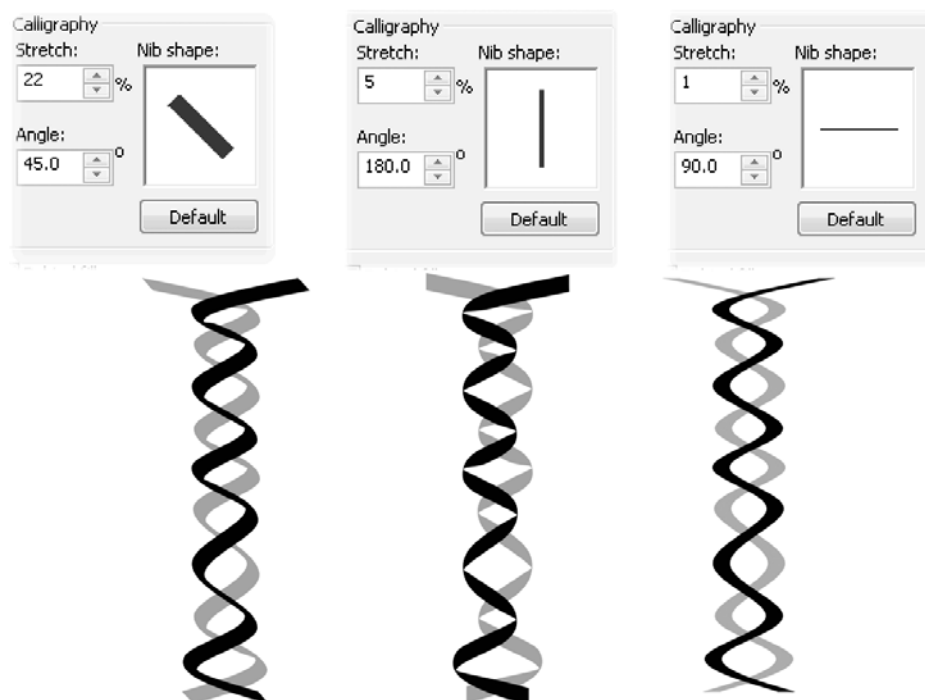 Calligraphy
Stretch: Nib shape:
22 %
Angle:
45.0 o
Default
Calligraphy
Stretch: Nib shape:
5 %
Angle:
180.0 o
Default
Calligraphy
Stretch: Nib shape:
1 %
Angle:
90.0 o
Default